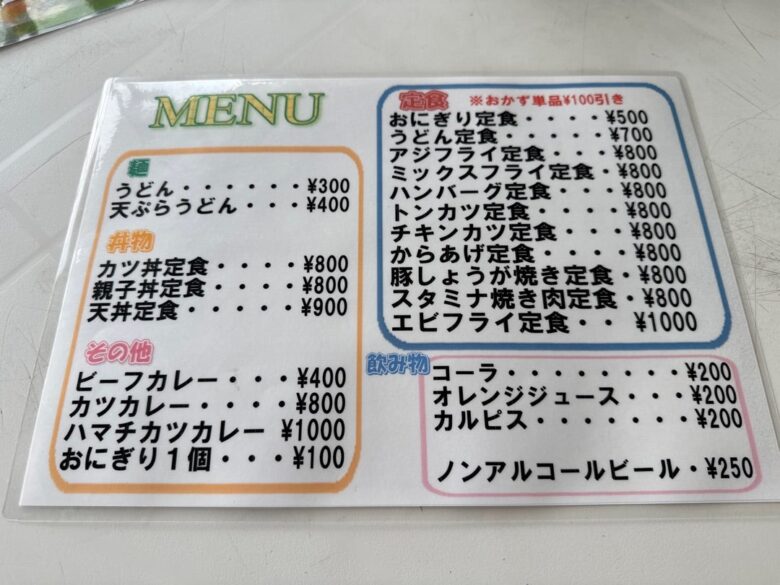 MENU
麺
うどん・・・・・・¥300
天ぷらうどん・・・¥400
丼物
カツ丼定食・・・・¥800
親子丼定食・・・・¥800
天丼定食・・・・・¥900
その他
ビーフカレー・・・¥400
カツカレー・・・・¥800
ハマチカツカレー ¥1000
おにぎり1個・・・¥100
定食 ※おかず単品¥100引き
おにぎり定食・・・・¥500
うどん定食・・・・・¥700
アジフライ定食・・・¥800
ミックスフライ定食・¥800
ハンバーグ定食・・・¥800
トンカツ定食・・・・¥800
チキンカツ定食・・・¥800
からあげ定食・・・・¥800
豚しょうが焼き定食・¥800
スタミナ焼き肉定食・¥800
エビフライ定食・・ ¥1000
飲み物
コーラ・・・・・・・・¥200
オレンジジュース・・・¥200
カルピス・・・・・・・¥200
ノンアルコールビール・¥250